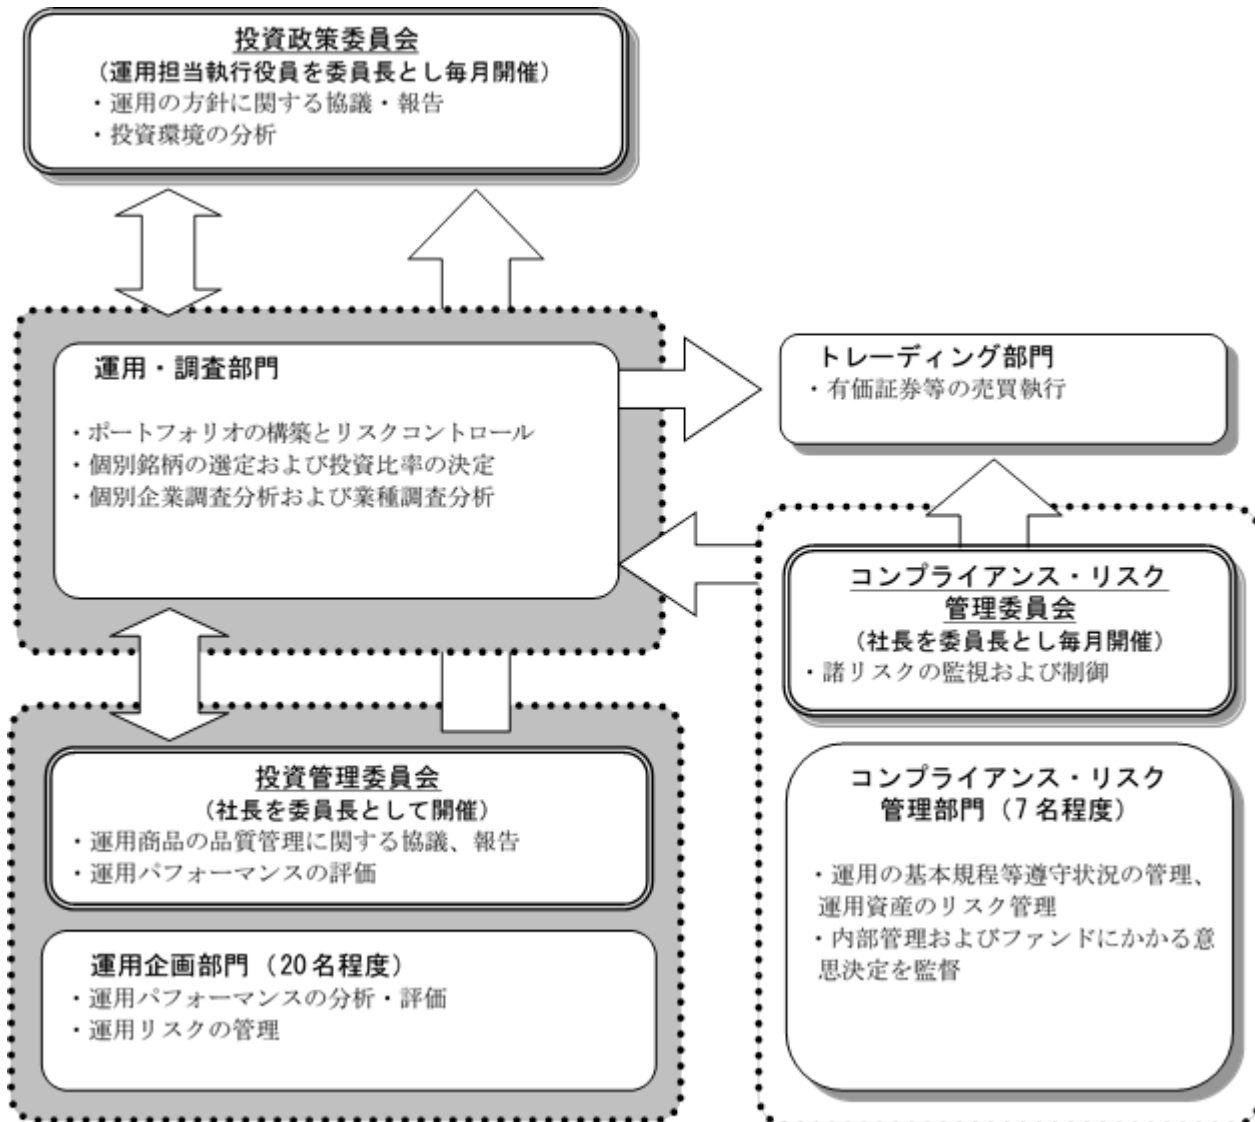 投資政策委員会
（運用担当執行役員を委員長とし毎月開催）
・運用の方針に関する協議・報告
・投資環境の分析
運用・調査部門
・ポートフォリオの構築とリスクコントロール
・個別銘柄の選定および投資比率の決定
・個別企業調査分析および業種調査分析
トレーディング部門
・有価証券等の売買執行
コンプライアンス・リスク
管理委員会
（社長を委員長とし毎月開催）
・諸リスクの監視および制御
投資管理委員会
（社長を委員長として開催）
・運用商品の品質管理に関する協議、報告
・運用パフォーマンスの評価
運用企画部門（20名程度）
・運用パフォーマンスの分析・評価
・運用リスクの管理
コンプライアンス・リスク
管理部門（7名程度）
・運用の基本規程等遵守状況の管理、
運用資産のリスク管理
・内部管理およびファンドにかかる意
思決定を監督